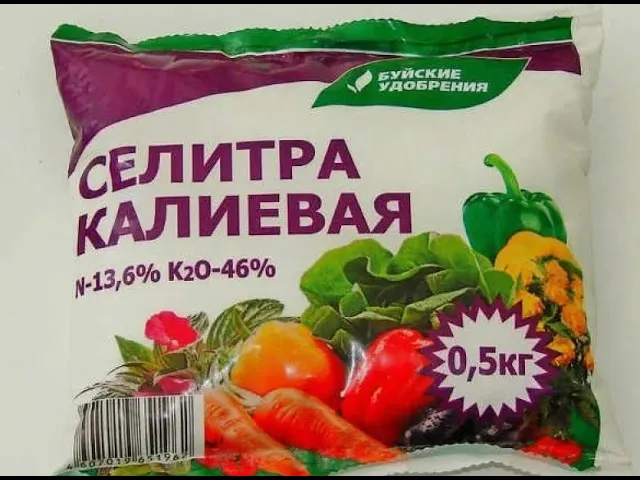 БУЙСКИЕ
УДОБРЕНИЯ
СЕЛИТРА
КАЛИЕВАЯ
N-13,6% K₂O-46%
0,5кг